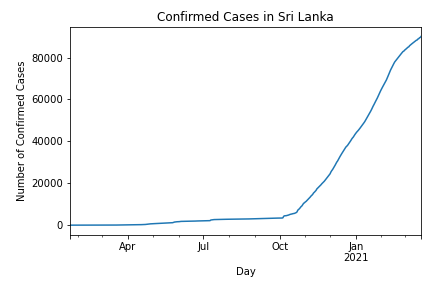 Confirmed Cases in Sri Lanka
Number of Confirmed Cases
80000
60000
40000
20000
0
Apr
Jul
Oct
Jan
2021
Day